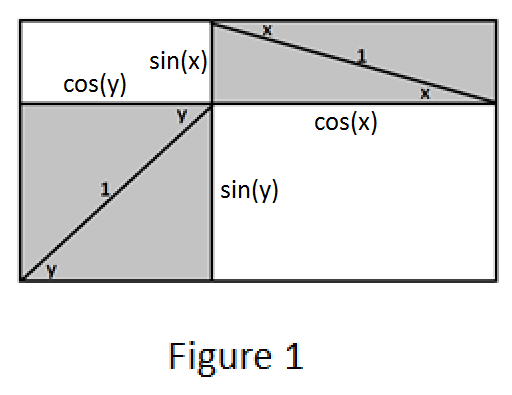 x
sin(x)
1
cos(y)
x
y
cos(x)
1
sin(y)
y
Figure 1